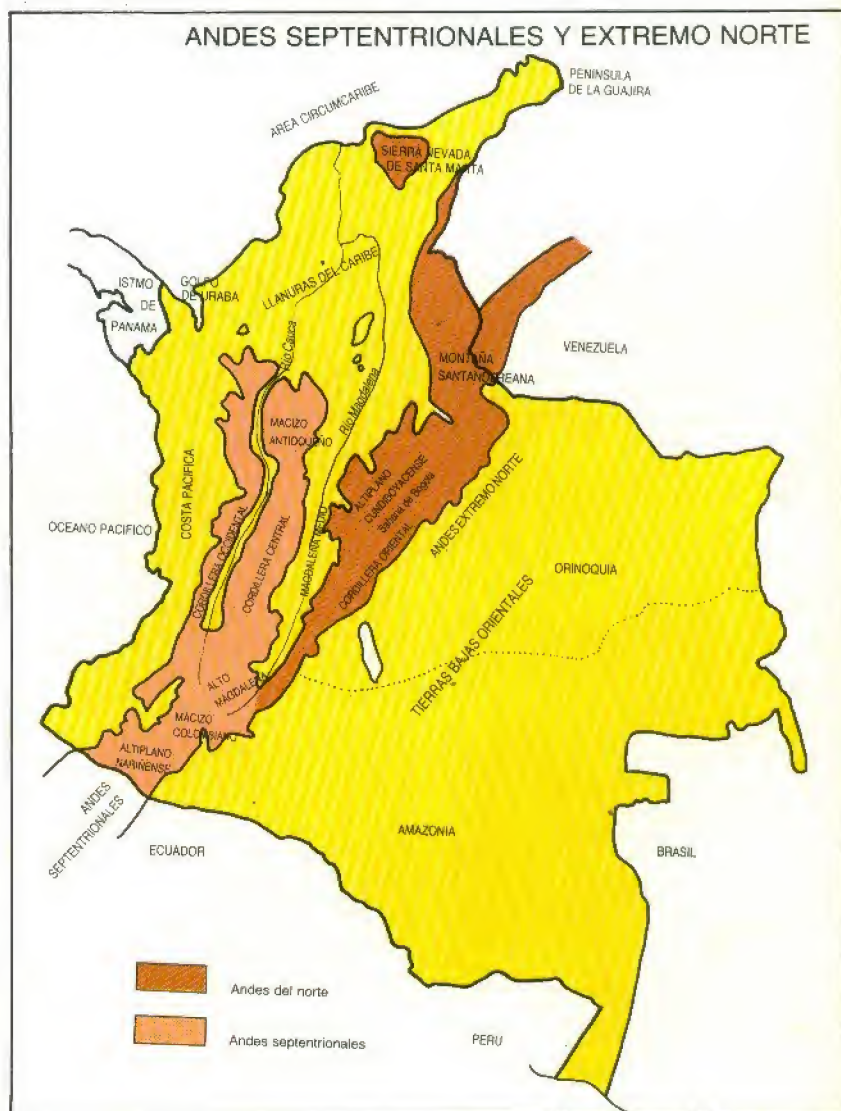 ANDES SEPTENTRIONALES Y EXTREMO NORTE
PENINSULA
DE LA GUAJIRA
AREA CIRCUMCARIBE
SIERRA NEVADA
DE SANTA MARTA
ISTMO
DE
PANAMA
GOLFO
DE URABA
LLANURAS DEL CARIBE
Río Cauca
Río Magdalena
VENEZUELA
MONTAÑA
SANTANDEREANA
MACIZO
ANTIOQUEÑO
COSTA PACIFICA
OCEANO PACIFICO
CORDILLERA OCCIDENTAL
CORDILLERA CENTRAL
MAGDALENA MEDIO
ALTIPLANO
CUNDIBOYACENSE
Sabana de Bogotá
CORDILLERA ORIENTAL
ANDES EXTREMO NORTE
ORINOQUIA
TIERRAS BAJAS ORIENTALES
ALTO
MAGDALENA
MACIZO
COLOMBIANO
ALTIPLANO
NARIÑENSE
ANDES
SEPTENTRIONALES
ECUADOR
AMAZONIA
BRASIL
Andes del norte
Andes septentrionales
PERU